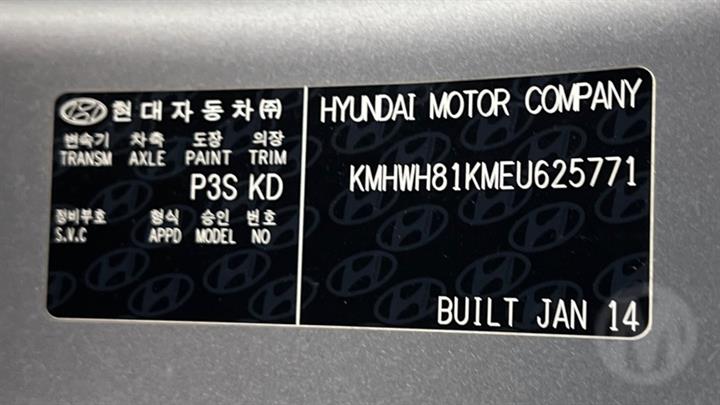 현대자동차㈜
변속기 차축 도장 의장
TRANSM AXLE PAINT TRIM
P3S KD
정비부호 형식 승인 번호
S.V.C APPD MODEL NO
HYUNDAI MOTOR COMPANY
KMHWH81KMEU625771
BUILT JAN 14